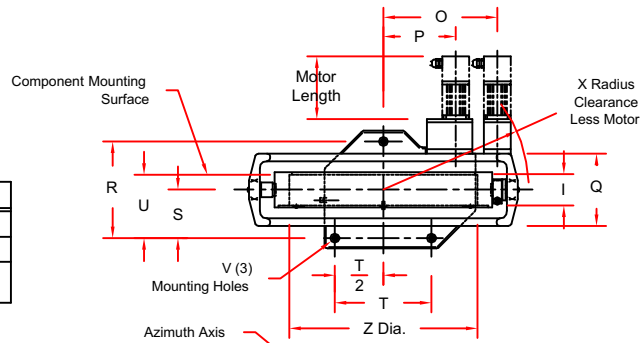 O
P
Motor
Length
Component Mounting
Surface
X Radius
Clearance
Less Motor
R
U
S
I
Q
V (3)
Mounting Holes
T
2
T
Z Dia.
Azimuth Axis